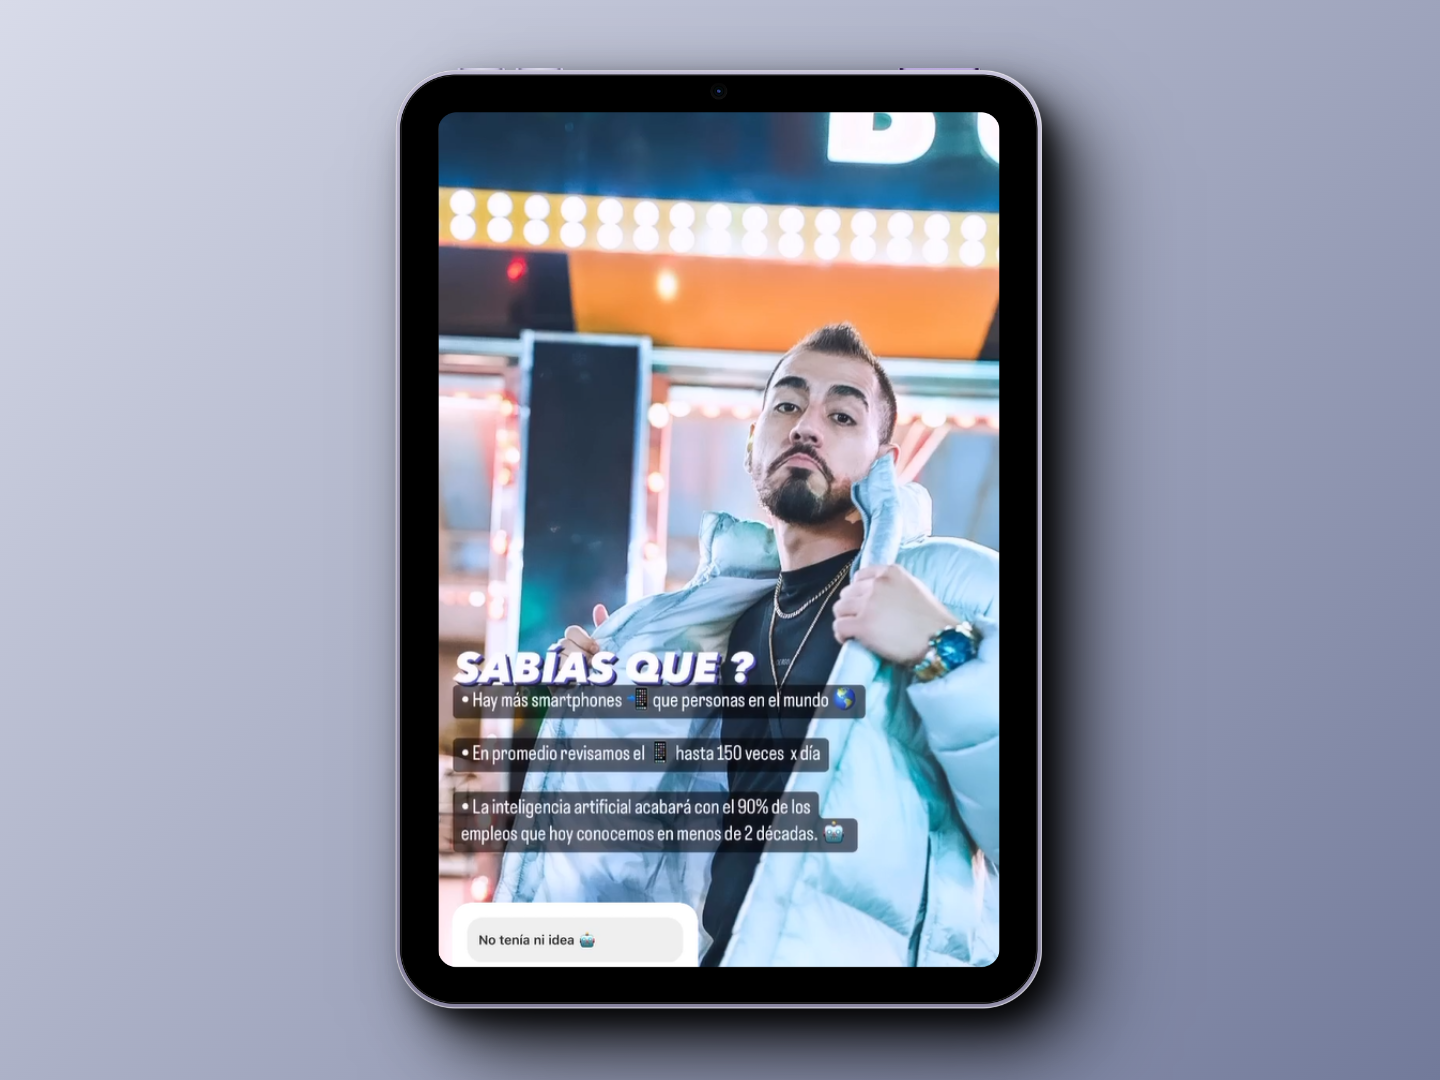 SABÍAS QUE ?
• Hay más smartphones 📲 que personas en el mundo 🌎
• En promedio revisamos el 📱 hasta 150 veces x día
• La inteligencia artificial acabará con el 90% de los
empleos que hoy conocemos en menos de 2 décadas. 🤖
No tenía ni idea 🤖